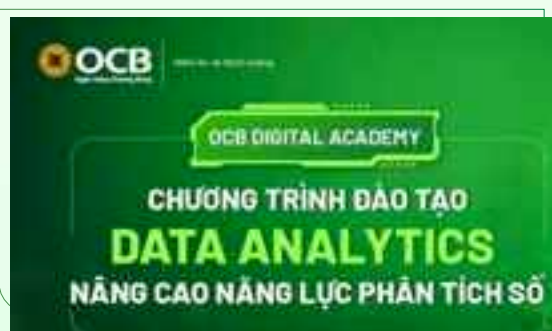 OCB
OCB DIGITAL ACADEMY
CHƯƠNG TRÌNH ĐÀO TẠO
DATA ANALYTICS
NÂNG CAO NĂNG LỰC PHÂN TÍCH SỐ